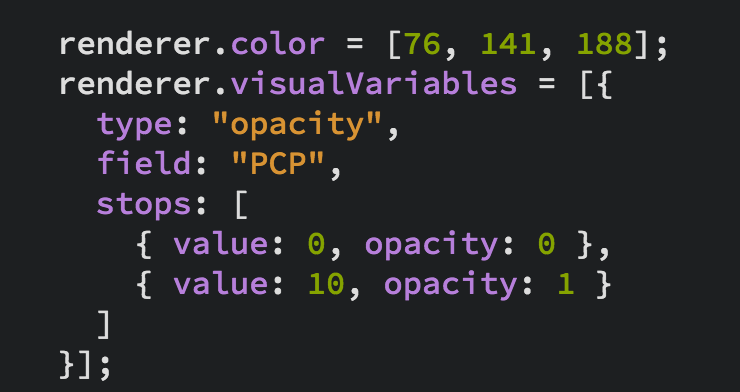 renderer.color = [76, 141, 188];
renderer.visualVariables = [{
  type: "opacity",
  field: "PCP",
  stops: [
    { value: 0, opacity: 0 },
    { value: 10, opacity: 1 }
  ]
}];